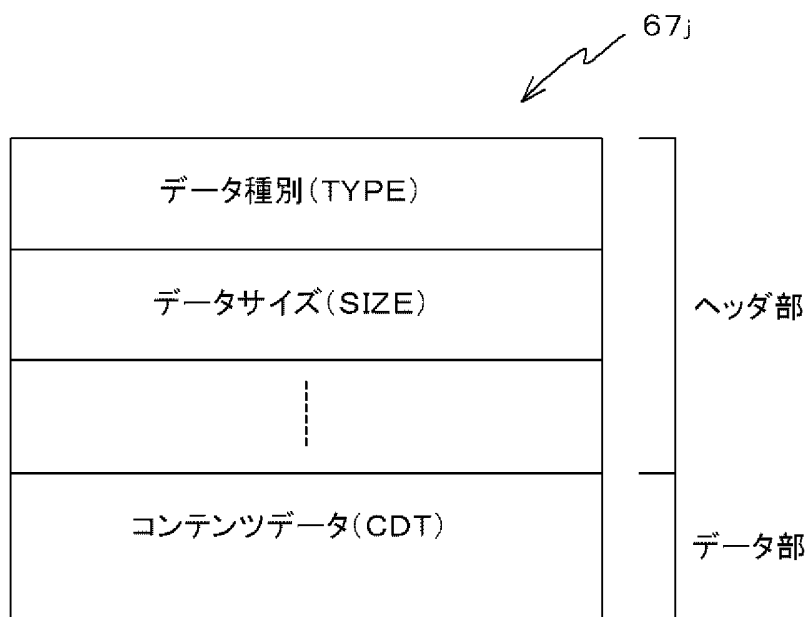 67j
データ種別(TYPE)
データサイズ(SIZE)
ヘッダ部
コンテンツデータ(CDT)
データ部